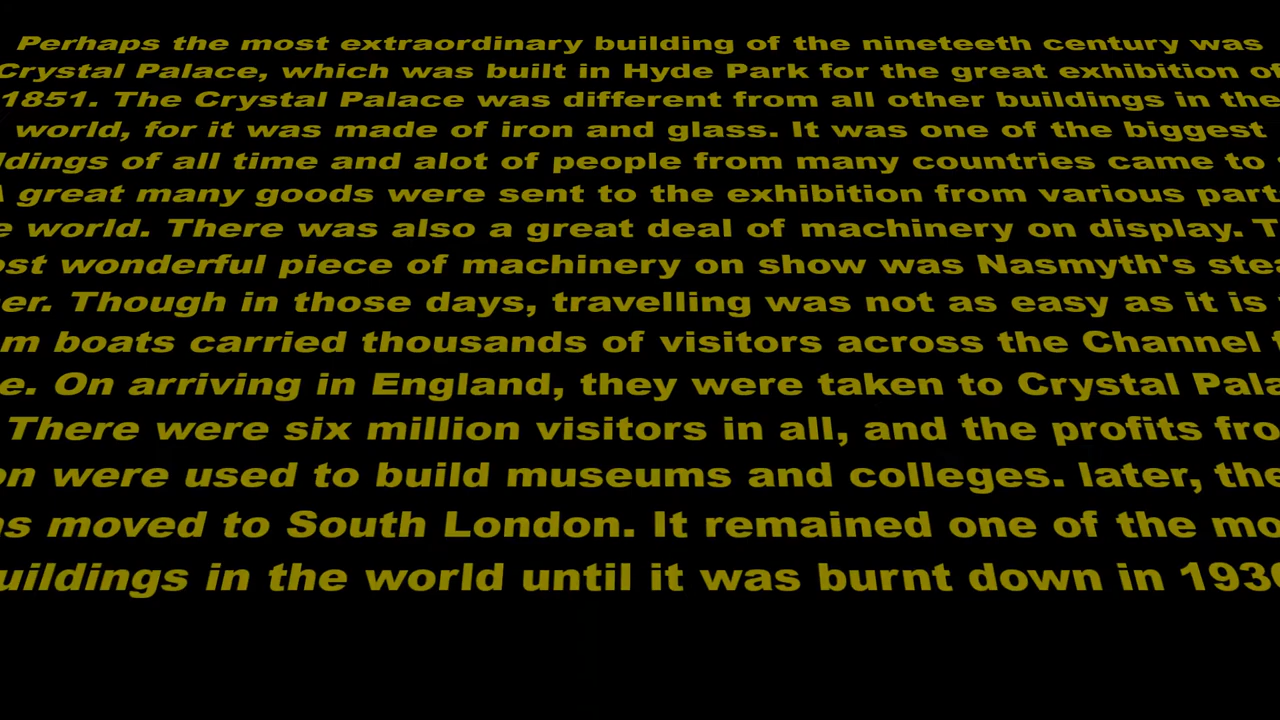 Perhaps the most extraordinary building of the nineteeth century was
Crystal Palace, which was built in Hyde Park for the great exhibition of
1851. The Crystal Palace was different from all other buildings in the
world, for it was made of iron and glass. It was one of the biggest
of all time and alot of people from many countries came to
A great many goods were sent to the exhibition from various
world. There was also a great deal of machinery on display.
wonderful piece of machinery on show was Nasmyth's
Though in those days, travelling was not as easy as it is
boats carried thousands of visitors across the Channel
On arriving in England, they were taken to Crystal
There were six million visitors in all, and the profits
were used to build museums and colleges. later, the
moved to South London. It remained one of the
in the world until it was burnt down in